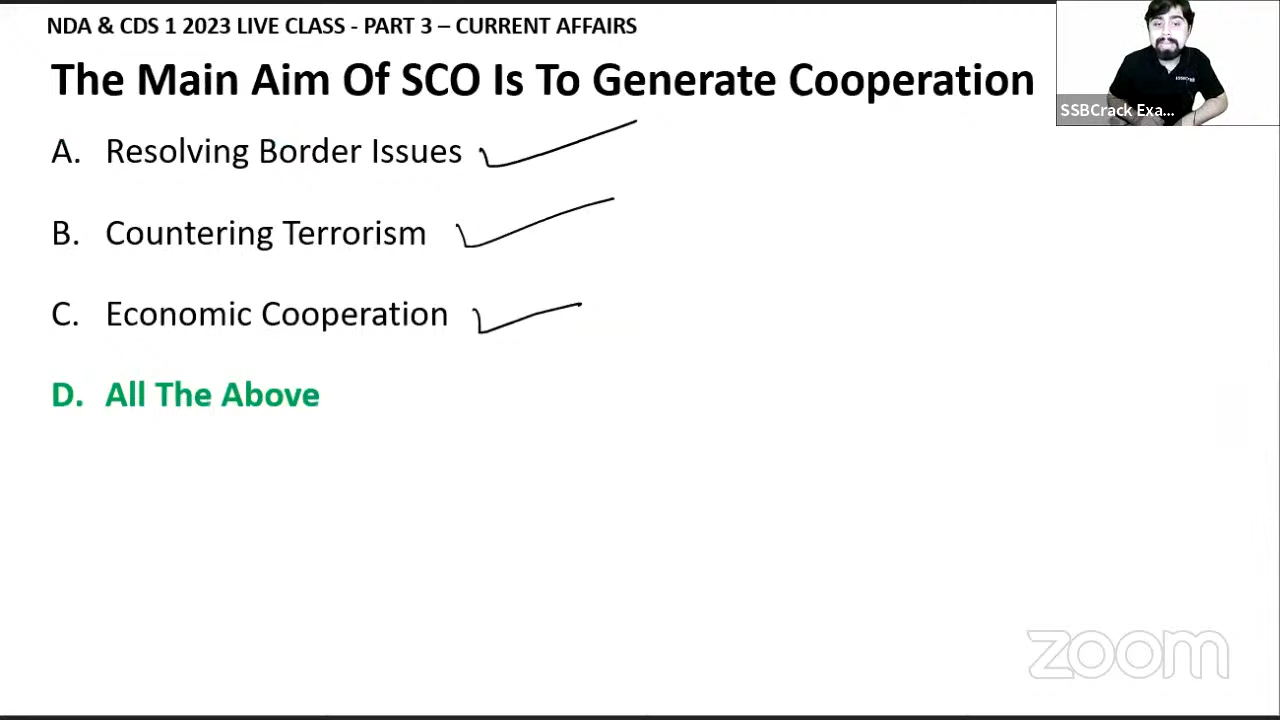 NDA & CDS 1 2023 LIVE CLASS - PART 3 – CURRENT AFFAIRS
The Main Aim Of SCO Is To Generate Cooperation
SSBCrack Exa...
A. Resolving Border Issues
B. Countering Terrorism
C. Economic Cooperation
D. All The Above
zoom